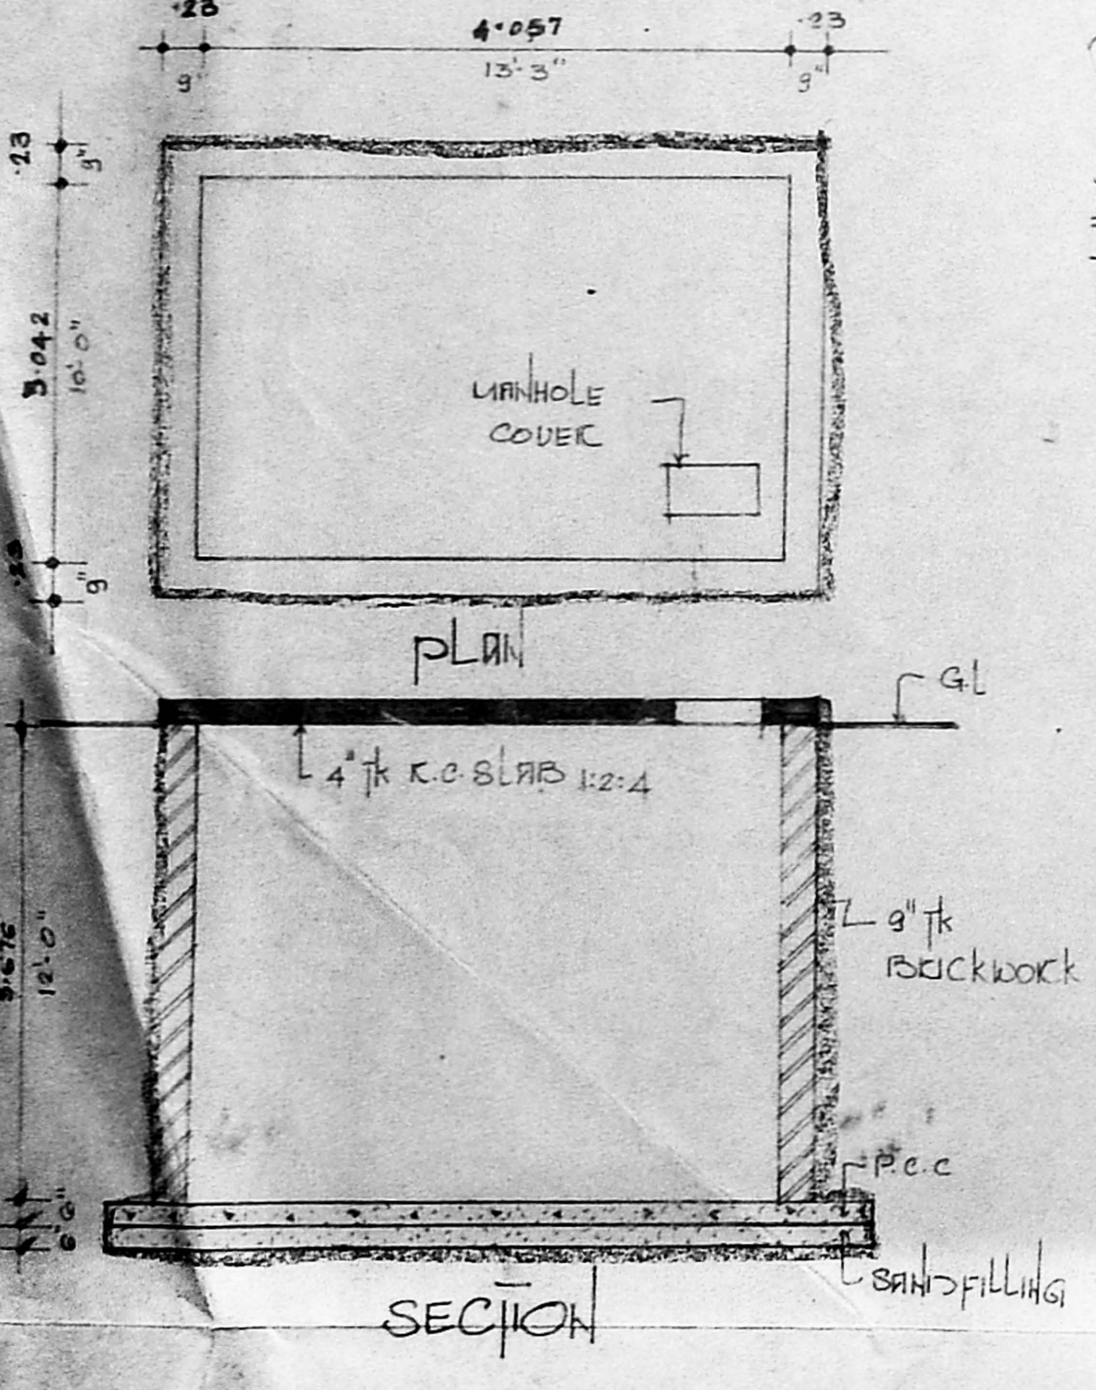 .23
4.057
.23
9"
13'-3"
9"
.23
9"
3.042
10'-0"
MANHOLE
COVER
.23
9"
PLAN
G.L
4" TK R.C. SLAB 1:2:4
9" TK
BRICKWORK
12'-0"
P.C.C
6" 6"
SANDFILLING
SECTION